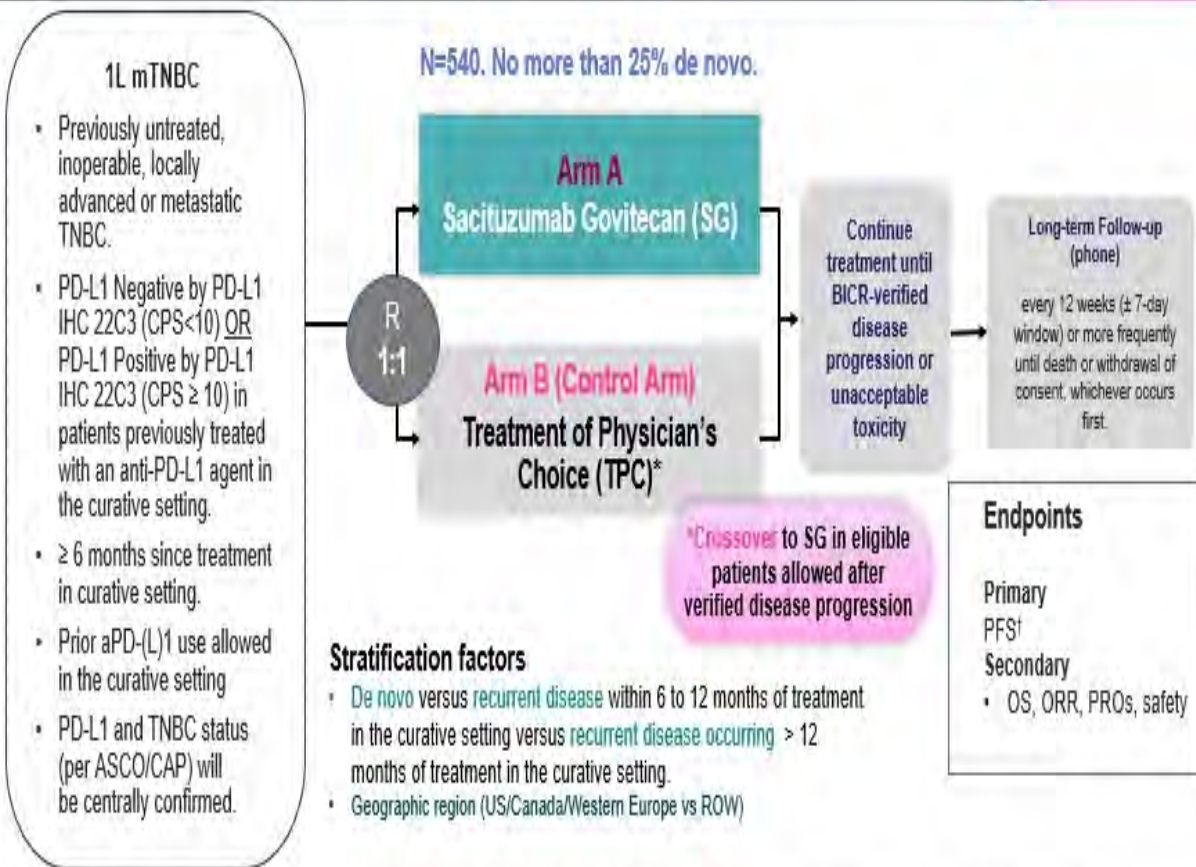 1L mTNBC
• Previously untreated,
inoperable, locally
advanced or metastatic
TNBC.
• PD-L1 Negative by PD-L1
IHC 22C3 (CPS<10) OR
PD-L1 Positive by PD-L1
IHC 22C3 (CPS ≥ 10) in
patients previously treated
with an anti-PD-L1 agent in
the curative setting.
• ≥ 6 months since treatment
in curative setting.
• Prior aPD-(L)1 use allowed
in the curative setting
• PD-L1 and TNBC status
(per ASCO/CAP) will
be centrally confirmed.
N=540. No more than 25% de novo.
R
1:1
Arm A
Sacituzumab Govitecan (SG)
Arm B (Control Arm)
Treatment of Physician's
Choice (TPC)*
Continue
treatment until
BICR-verified
disease
progression or
unacceptable
toxicity
Long-term Follow-up
(phone)
every 12 weeks (± 7-day
window) or more frequently
until death or withdrawal of
consent, whichever occurs
first.
*Crossover to SG in eligible
patients allowed after
verified disease progression
Stratification factors
• De novo versus recurrent disease within 6 to 12 months of treatment
in the curative setting versus recurrent disease occurring > 12
months of treatment in the curative setting.
• Geographic region (US/Canada/Western Europe vs ROW)
Endpoints
Primary
PFS†
Secondary
• OS, ORR, PROs, safety